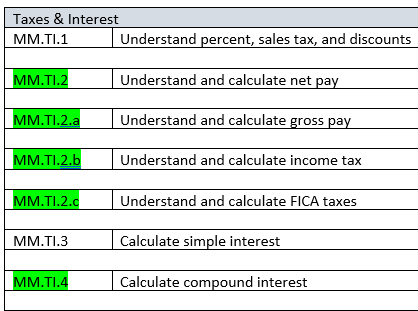 Taxes & Interest
MM.TI.1 Understand percent, sales tax, and discounts
MM.TI.2 Understand and calculate net pay
MM.TI.2.a Understand and calculate gross pay
MM.TI.2.b Understand and calculate income tax
MM.TI.2.c Understand and calculate FICA taxes
MM.TI.3 Calculate simple interest
MM.TI.4 Calculate compound interest